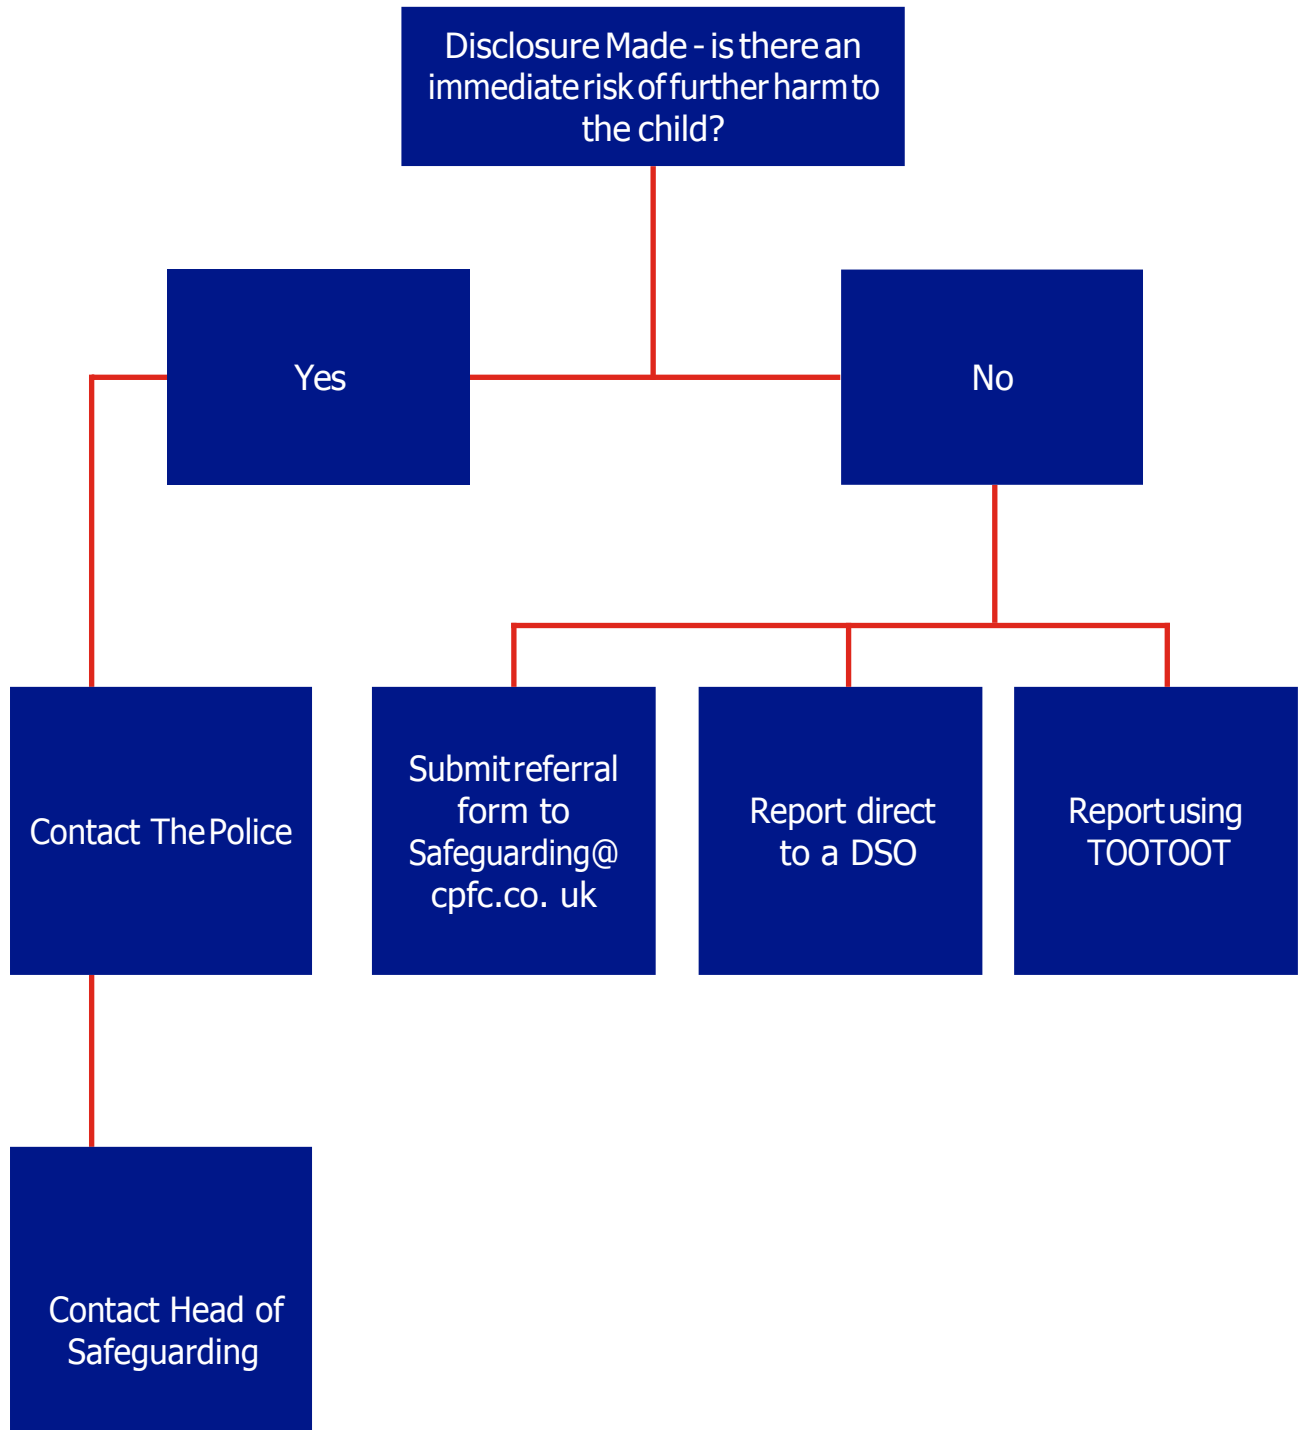 Disclosure Made - is there an
immediate risk of further harm to
the child?
Yes
No
Contact The Police
Submit referral
form to
Safeguarding@
cpfc.co. uk
Report direct
to a DSO
Report using
TOOTOOT
Contact Head of
Safeguarding